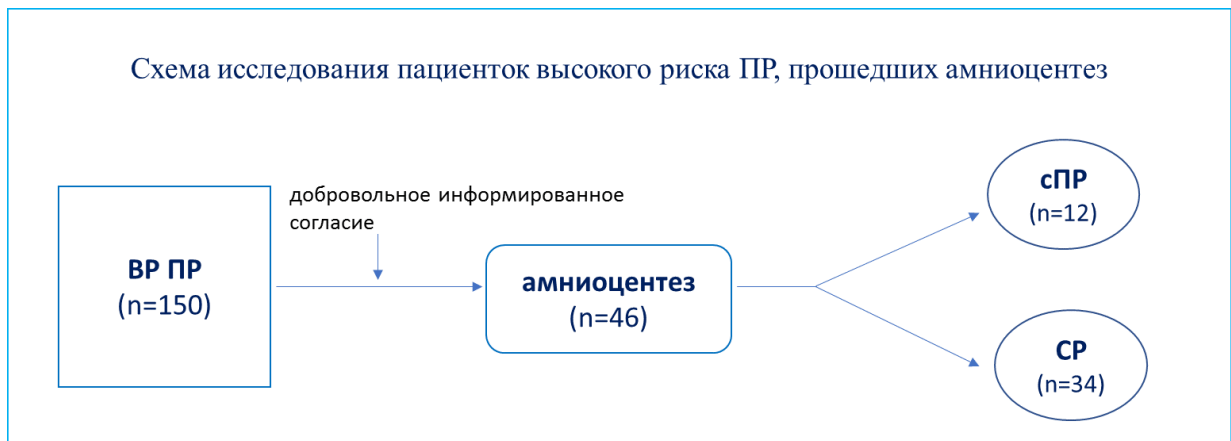 Схема исследования пациенток высокого риска ПР, прошедших амниоцентез
добровольное информированное
согласие
ВР ПР
(n=150)
амниоцентез
(n=46)
сПР
(n=12)
СР
(n=34)